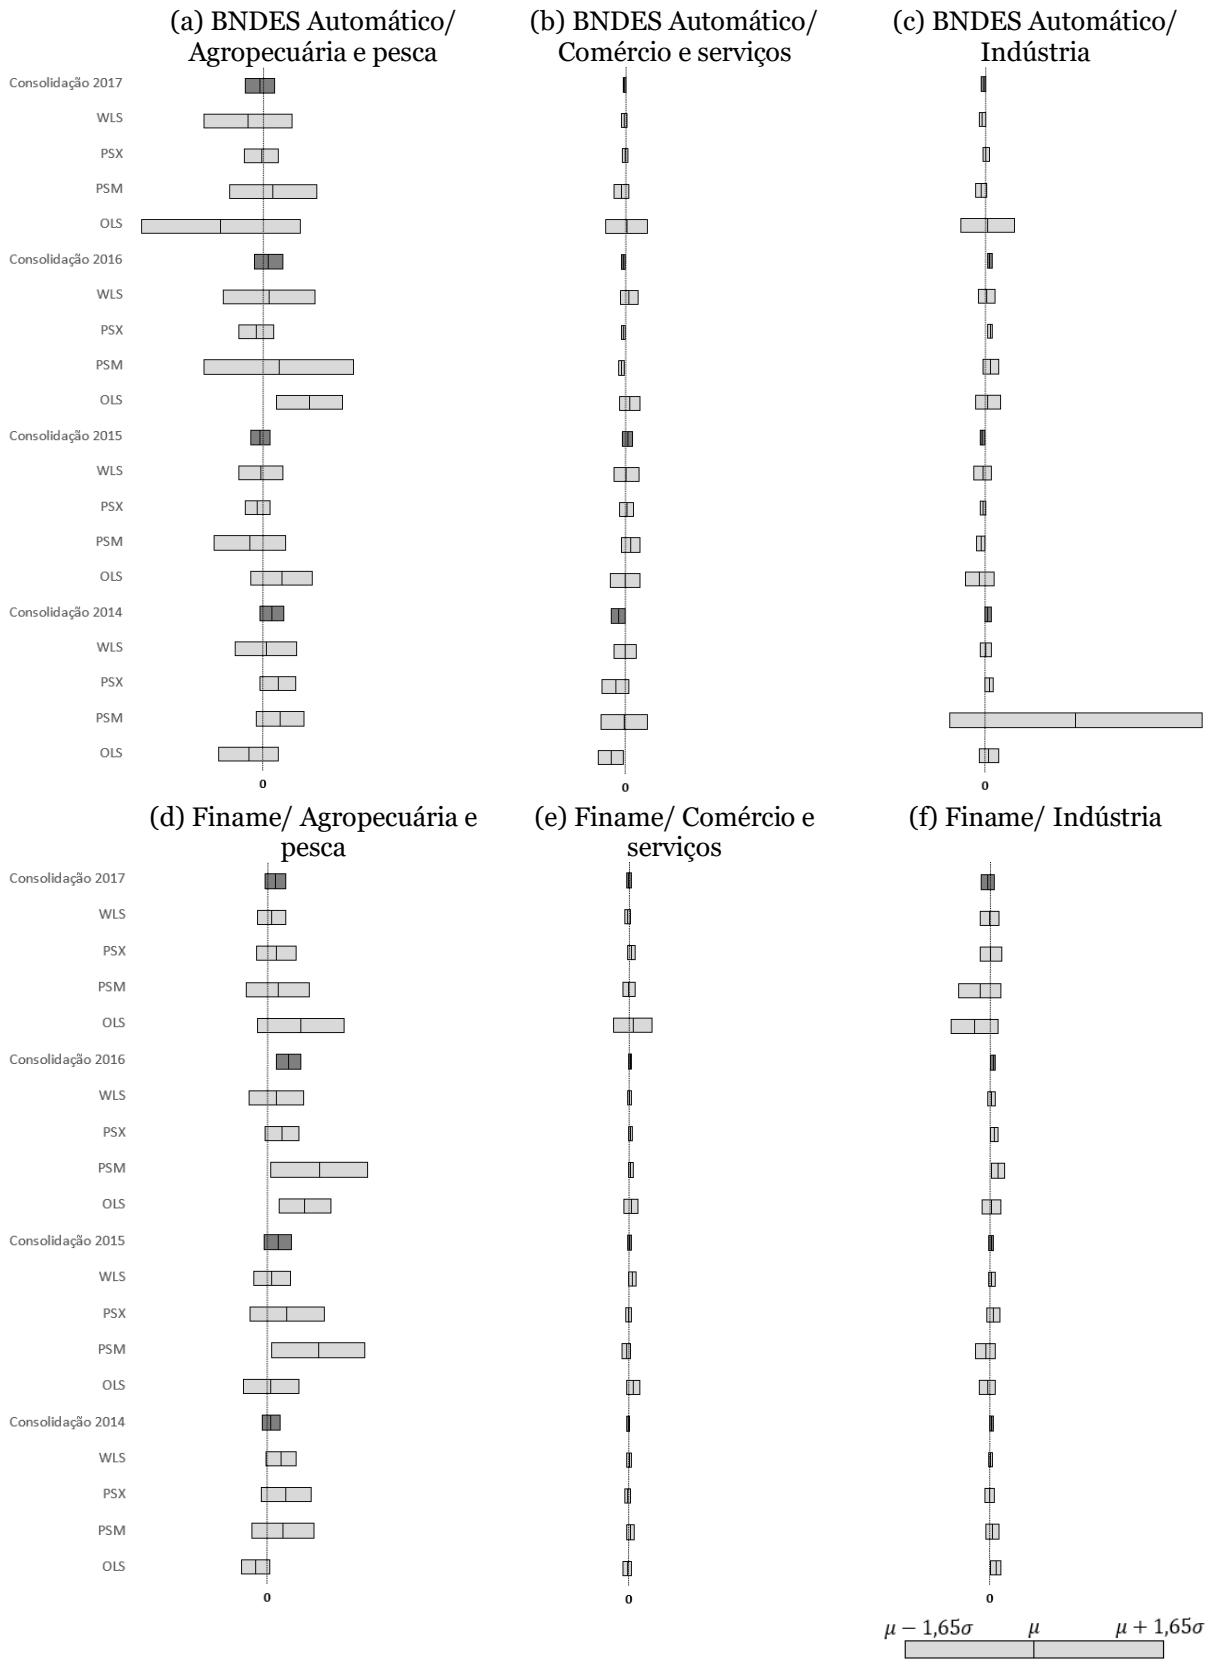 (a) BNDES Automático/
Agropecuária e pesca
(b) BNDES Automático/
Comércio e serviços
(c) BNDES Automático/
Indústria
Consolidação 2017
WLS
PSX
PSM
OLS
Consolidação 2016
WLS
PSX
PSM
OLS
Consolidação 2015
WLS
PSX
PSM
OLS
Consolidação 2014
WLS
PSX
PSM
OLS
0
0
0
(d) Finame/ Agropecuária e
pesca
(e) Finame/ Comércio e
serviços
(f) Finame/ Indústria
Consolidação 2017
WLS
PSX
PSM
OLS
Consolidação 2016
WLS
PSX
PSM
OLS
Consolidação 2015
WLS
PSX
PSM
OLS
Consolidação 2014
WLS
PSX
PSM
OLS
0
0
0
μ − 1,65σ μ μ + 1,65σ